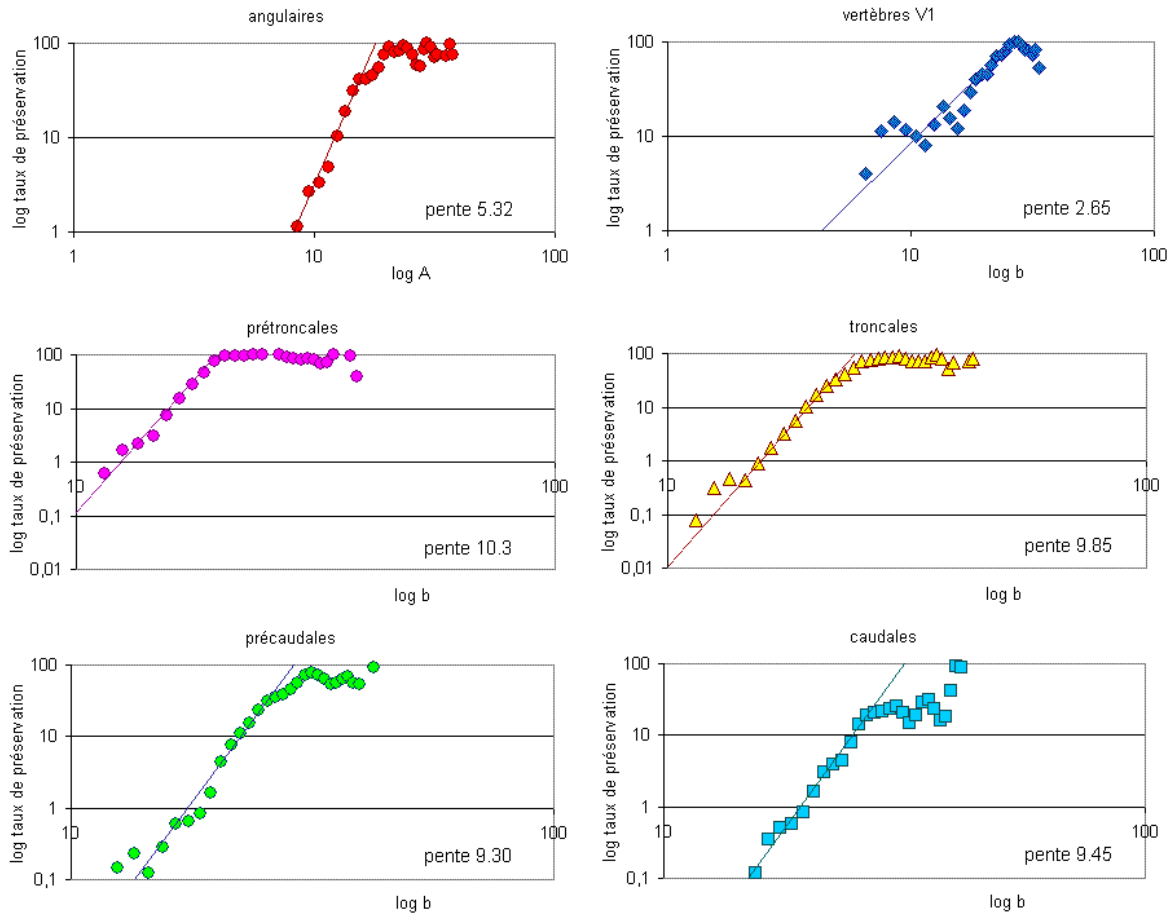 angulaires
log taux de préservation
100
10
1
1
10
100
pente 5.32
log A
vertèbres V1
log taux de préservation
100
10
1
1
10
100
pente 2.65
log b
prétroncales
log taux de préservation
100
10
1
0,1
0,01
10
100
pente 10.3
log b
troncales
log taux de préservation
100
10
1
0,1
0,01
10
100
pente 9.85
log b
précaudales
log taux de préservation
100
10
1
0,1
10
100
pente 9.30
log b
caudales
log taux de préservation
100
10
1
0,1
10
100
pente 9.45
log b